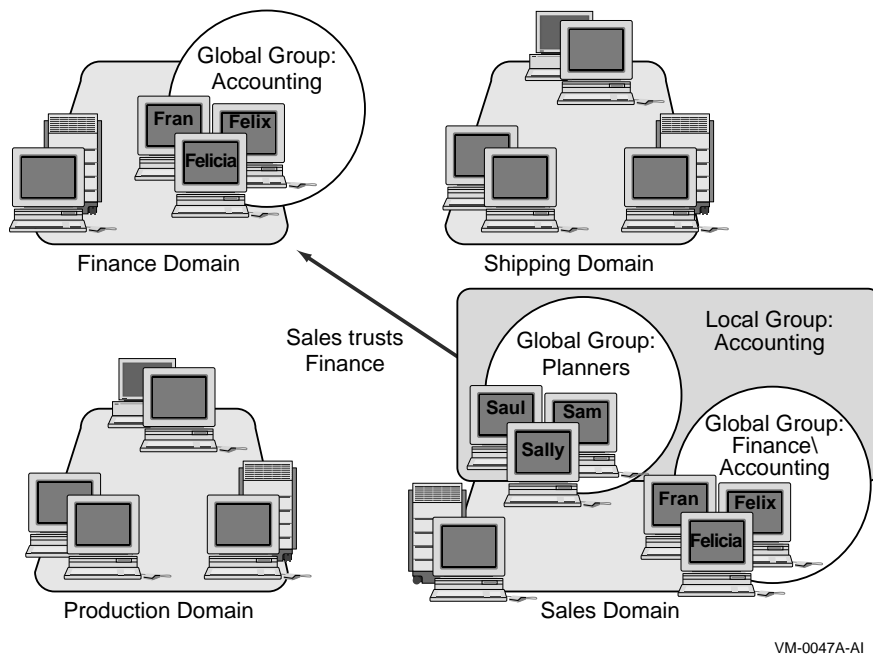 Global Group:
Accounting
Fran
Felix
Felicia
Finance Domain
Shipping Domain
Sales trusts
Finance
Local Group:
Accounting
Global Group:
Planners
Saul
Sam
Sally
Global Group:
Finance\
Accounting
Fran
Felix
Felicia
Production Domain
Sales Domain
VM-0047A-AI